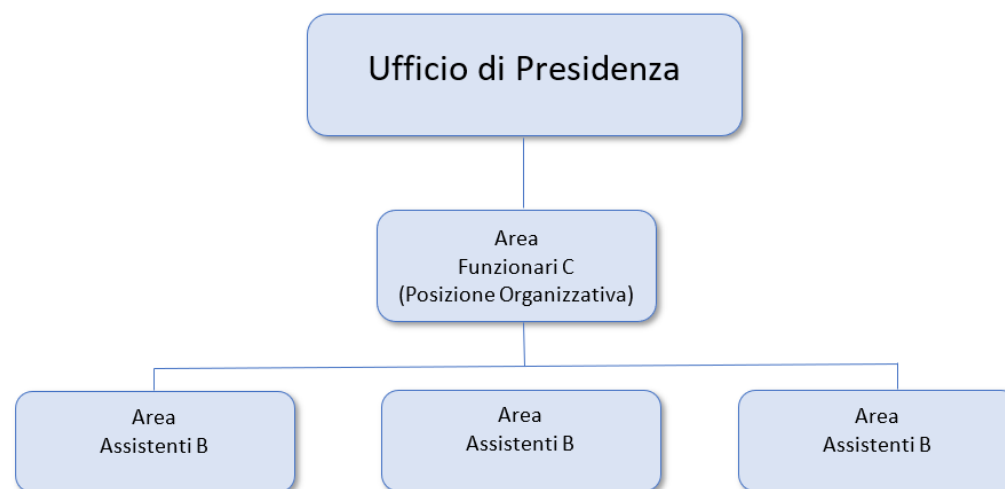 Ufficio di Presidenza
Area
Funzionari C
(Posizione Organizzativa)
Area
Assistenti B
Area
Assistenti B
Area
Assistenti B